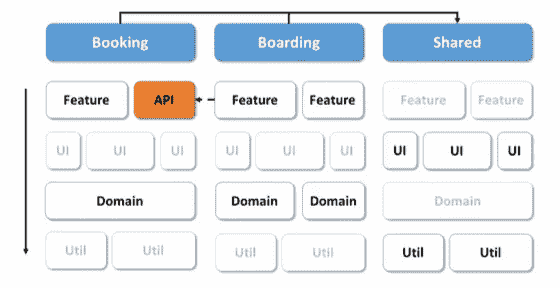 Booking Boarding Shared
Feature API Feature Feature Feature Feature
UI UI UI UI UI UI UI UI UI
Domain Domain Domain Domain
Util Util Util Util Util Util